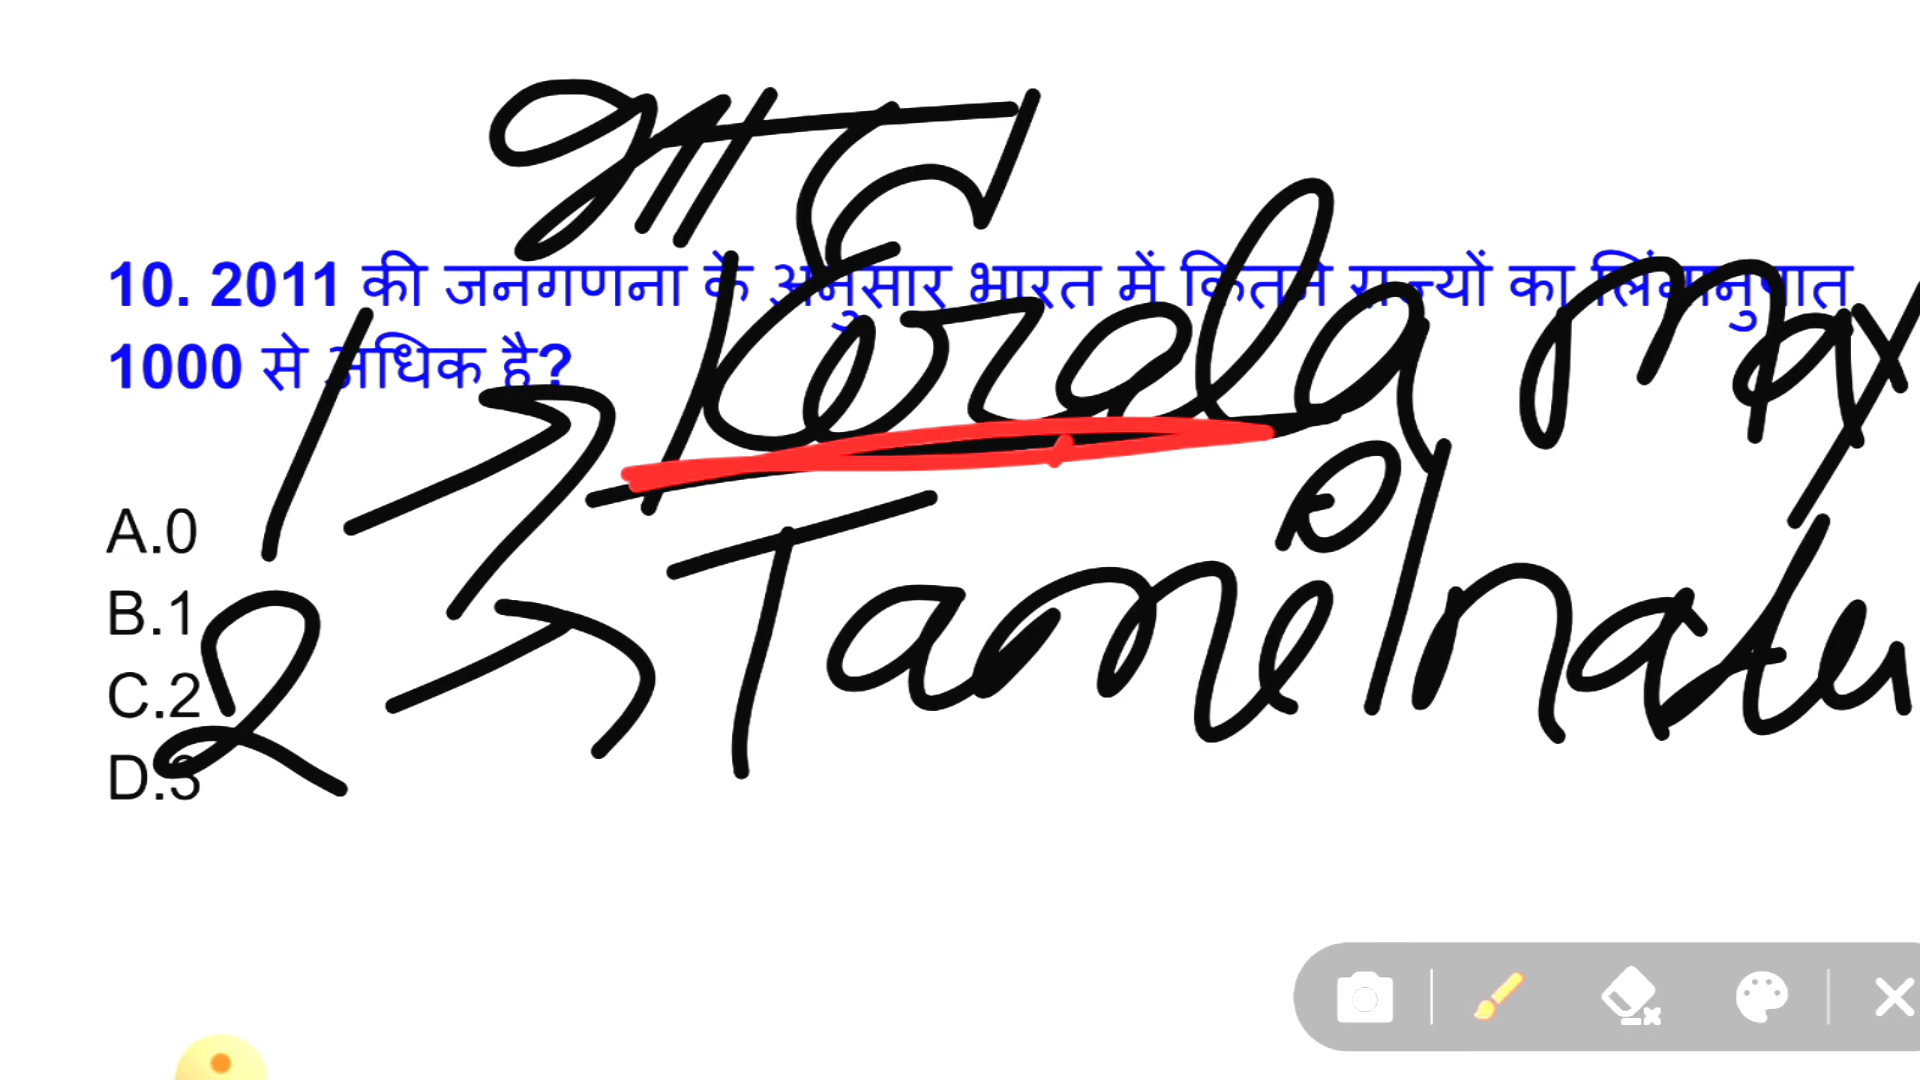 10. 2011 की जनगणना के अनुसार भारत में कितने राज्यों का लिंगानुपात
1000 से अधिक है?
1 → Kerala max
A.0
B.1
2 → Tamilnadu
C.2
D.3